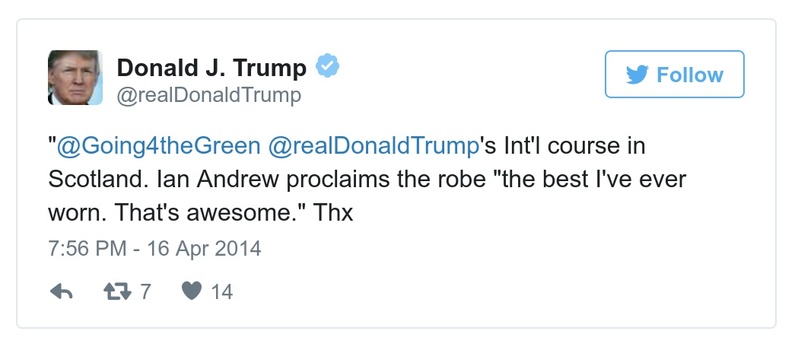 Donald J. Trump
@realDonaldTrump
Follow
"@Going4theGreen @realDonaldTrump's Int'l course in
Scotland. Ian Andrew proclaims the robe "the best I've ever
worn. That's awesome." Thx
7:56 PM - 16 Apr 2014
7 14